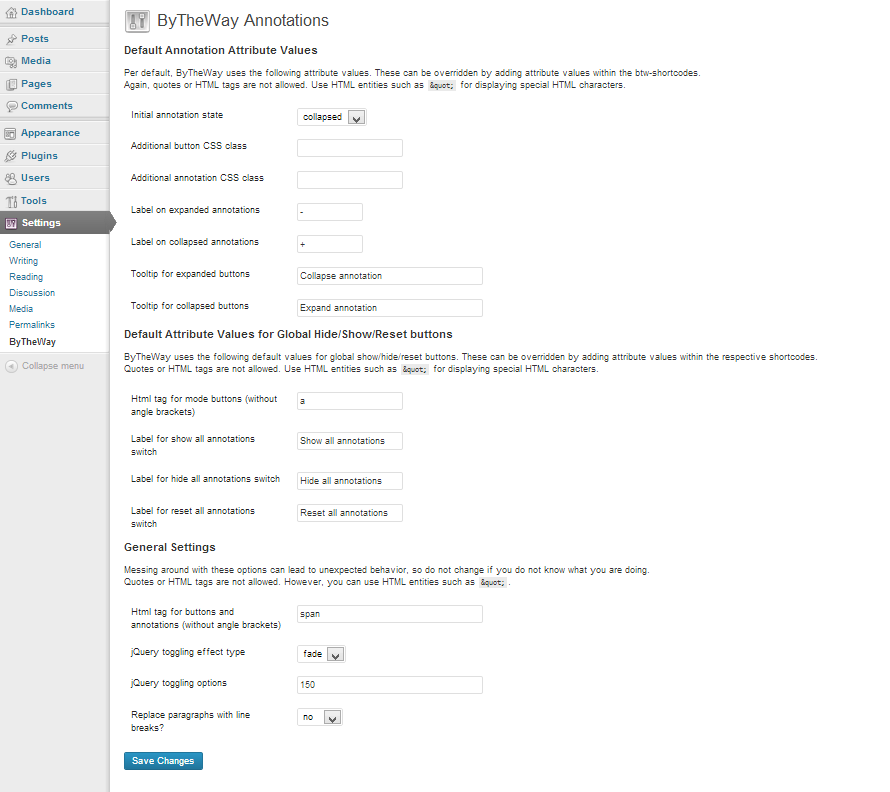 Dashboard
Posts
Media
Pages
Comments
Appearance
Plugins
Users
Tools
Settings
General
Writing
Reading
Discussion
Media
Permalinks
ByTheWay
Collapse menu
ByTheWay Annotations
Default Annotation Attribute Values
Per default, ByTheWay uses the following attribute values. These can be overridden by adding attribute values within the btw-shortcodes.
Again, quotes or HTML tags are not allowed. Use HTML entities such as &quot; for displaying special HTML characters.
Initial annotation state collapsed
Additional button CSS class
Additional annotation CSS class
Label on expanded annotations -
Label on collapsed annotations +
Tooltip for expanded buttons Collapse annotation
Tooltip for collapsed buttons Expand annotation
Default Attribute Values for Global Hide/Show/Reset buttons
ByTheWay uses the following default values for global show/hide/reset buttons. These can be overridden by adding attribute values within the respective shortcodes.
Quotes or HTML tags are not allowed. Use HTML entities such as &quot; for displaying special HTML characters.
Html tag for mode buttons (without a
angle brackets)
Label for show all annotations Show all annotations
switch
Label for hide all annotations switch Hide all annotations
Label for reset all annotations Reset all annotations
switch
General Settings
Messing around with these options can lead to unexpected behavior, so do not change if you do not know what you are doing.
Quotes or HTML tags are not allowed. However, you can use HTML entities such as &quot; .
Html tag for buttons and span
annotations (without angle brackets)
jQuery toggling effect type fade
jQuery toggling options 150
Replace paragraphs with line no
breaks?
Save Changes